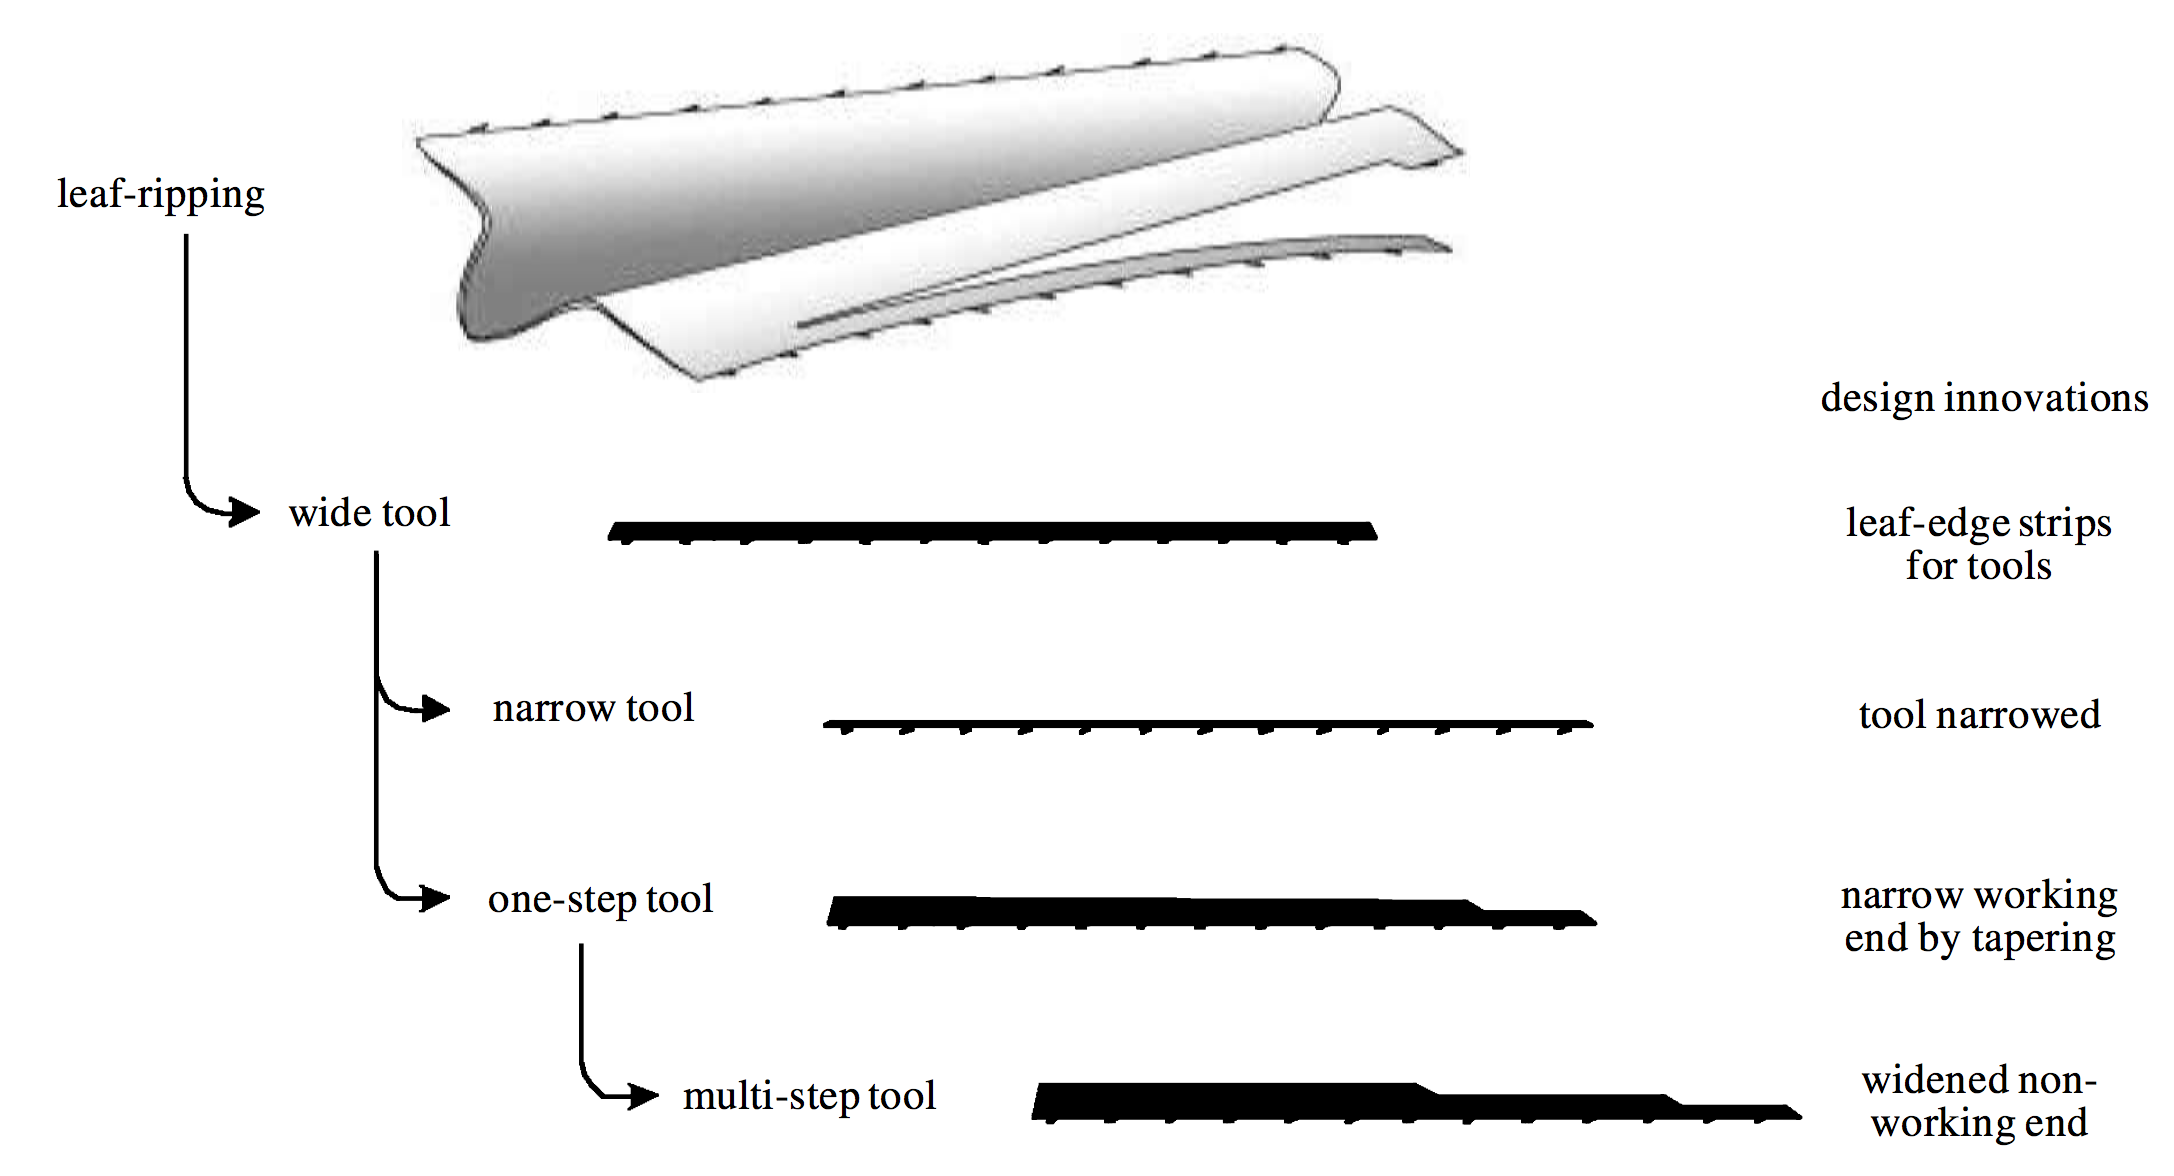 leaf-ripping
design innovations
wide tool
leaf-edge strips
for tools
narrow tool
tool narrowed
one-step tool
narrow working
end by tapering
multi-step tool
widened non-
working end